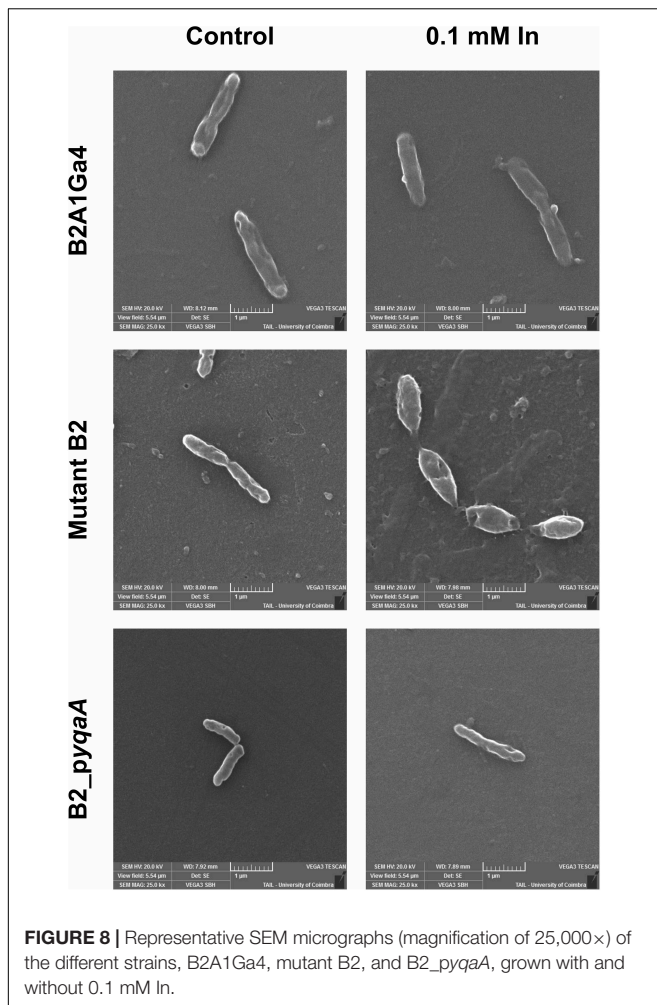 Control 0.1 mM In
B2A1Ga4
SEM HV: 20.0 kV WD: 8.12 mm VEGA3 TESCAN
View field: 5.54 µm Det: SE 1 µm
SEM MAG: 25.0 kx VEGA3 SBH TAIL - University of Coimbra
SEM HV: 20.0 kV WD: 8.00 mm VEGA3 TESCAN
View field: 5.54 µm Det: SE 1 µm
SEM MAG: 25.0 kx VEGA3 SBH TAIL - University of Coimbra
Mutant B2
SEM HV: 20.0 kV WD: 8.00 mm VEGA3 TESCAN
View field: 5.54 µm Det: SE 1 µm
SEM MAG: 25.0 kx VEGA3 SBH TAIL - University of Coimbra
SEM HV: 20.0 kV WD: 7.98 mm VEGA3 TESCAN
View field: 5.54 µm Det: SE 1 µm
SEM MAG: 25.0 kx VEGA3 SBH TAIL - University of Coimbra
B2_pyqaA
SEM HV: 20.0 kV WD: 7.92 mm VEGA3 TESCAN
View field: 5.54 µm Det: SE 1 µm
SEM MAG: 25.0 kx VEGA3 SBH TAIL - University of Coimbra
SEM HV: 20.0 kV WD: 7.89 mm VEGA3 TESCAN
View field: 5.54 µm Det: SE 1 µm
SEM MAG: 25.0 kx VEGA3 SBH TAIL - University of Coimbra
FIGURE 8 | Representative SEM micrographs (magnification of 25,000×) of
the different strains, B2A1Ga4, mutant B2, and B2_pyqaA, grown with and
without 0.1 mM In.